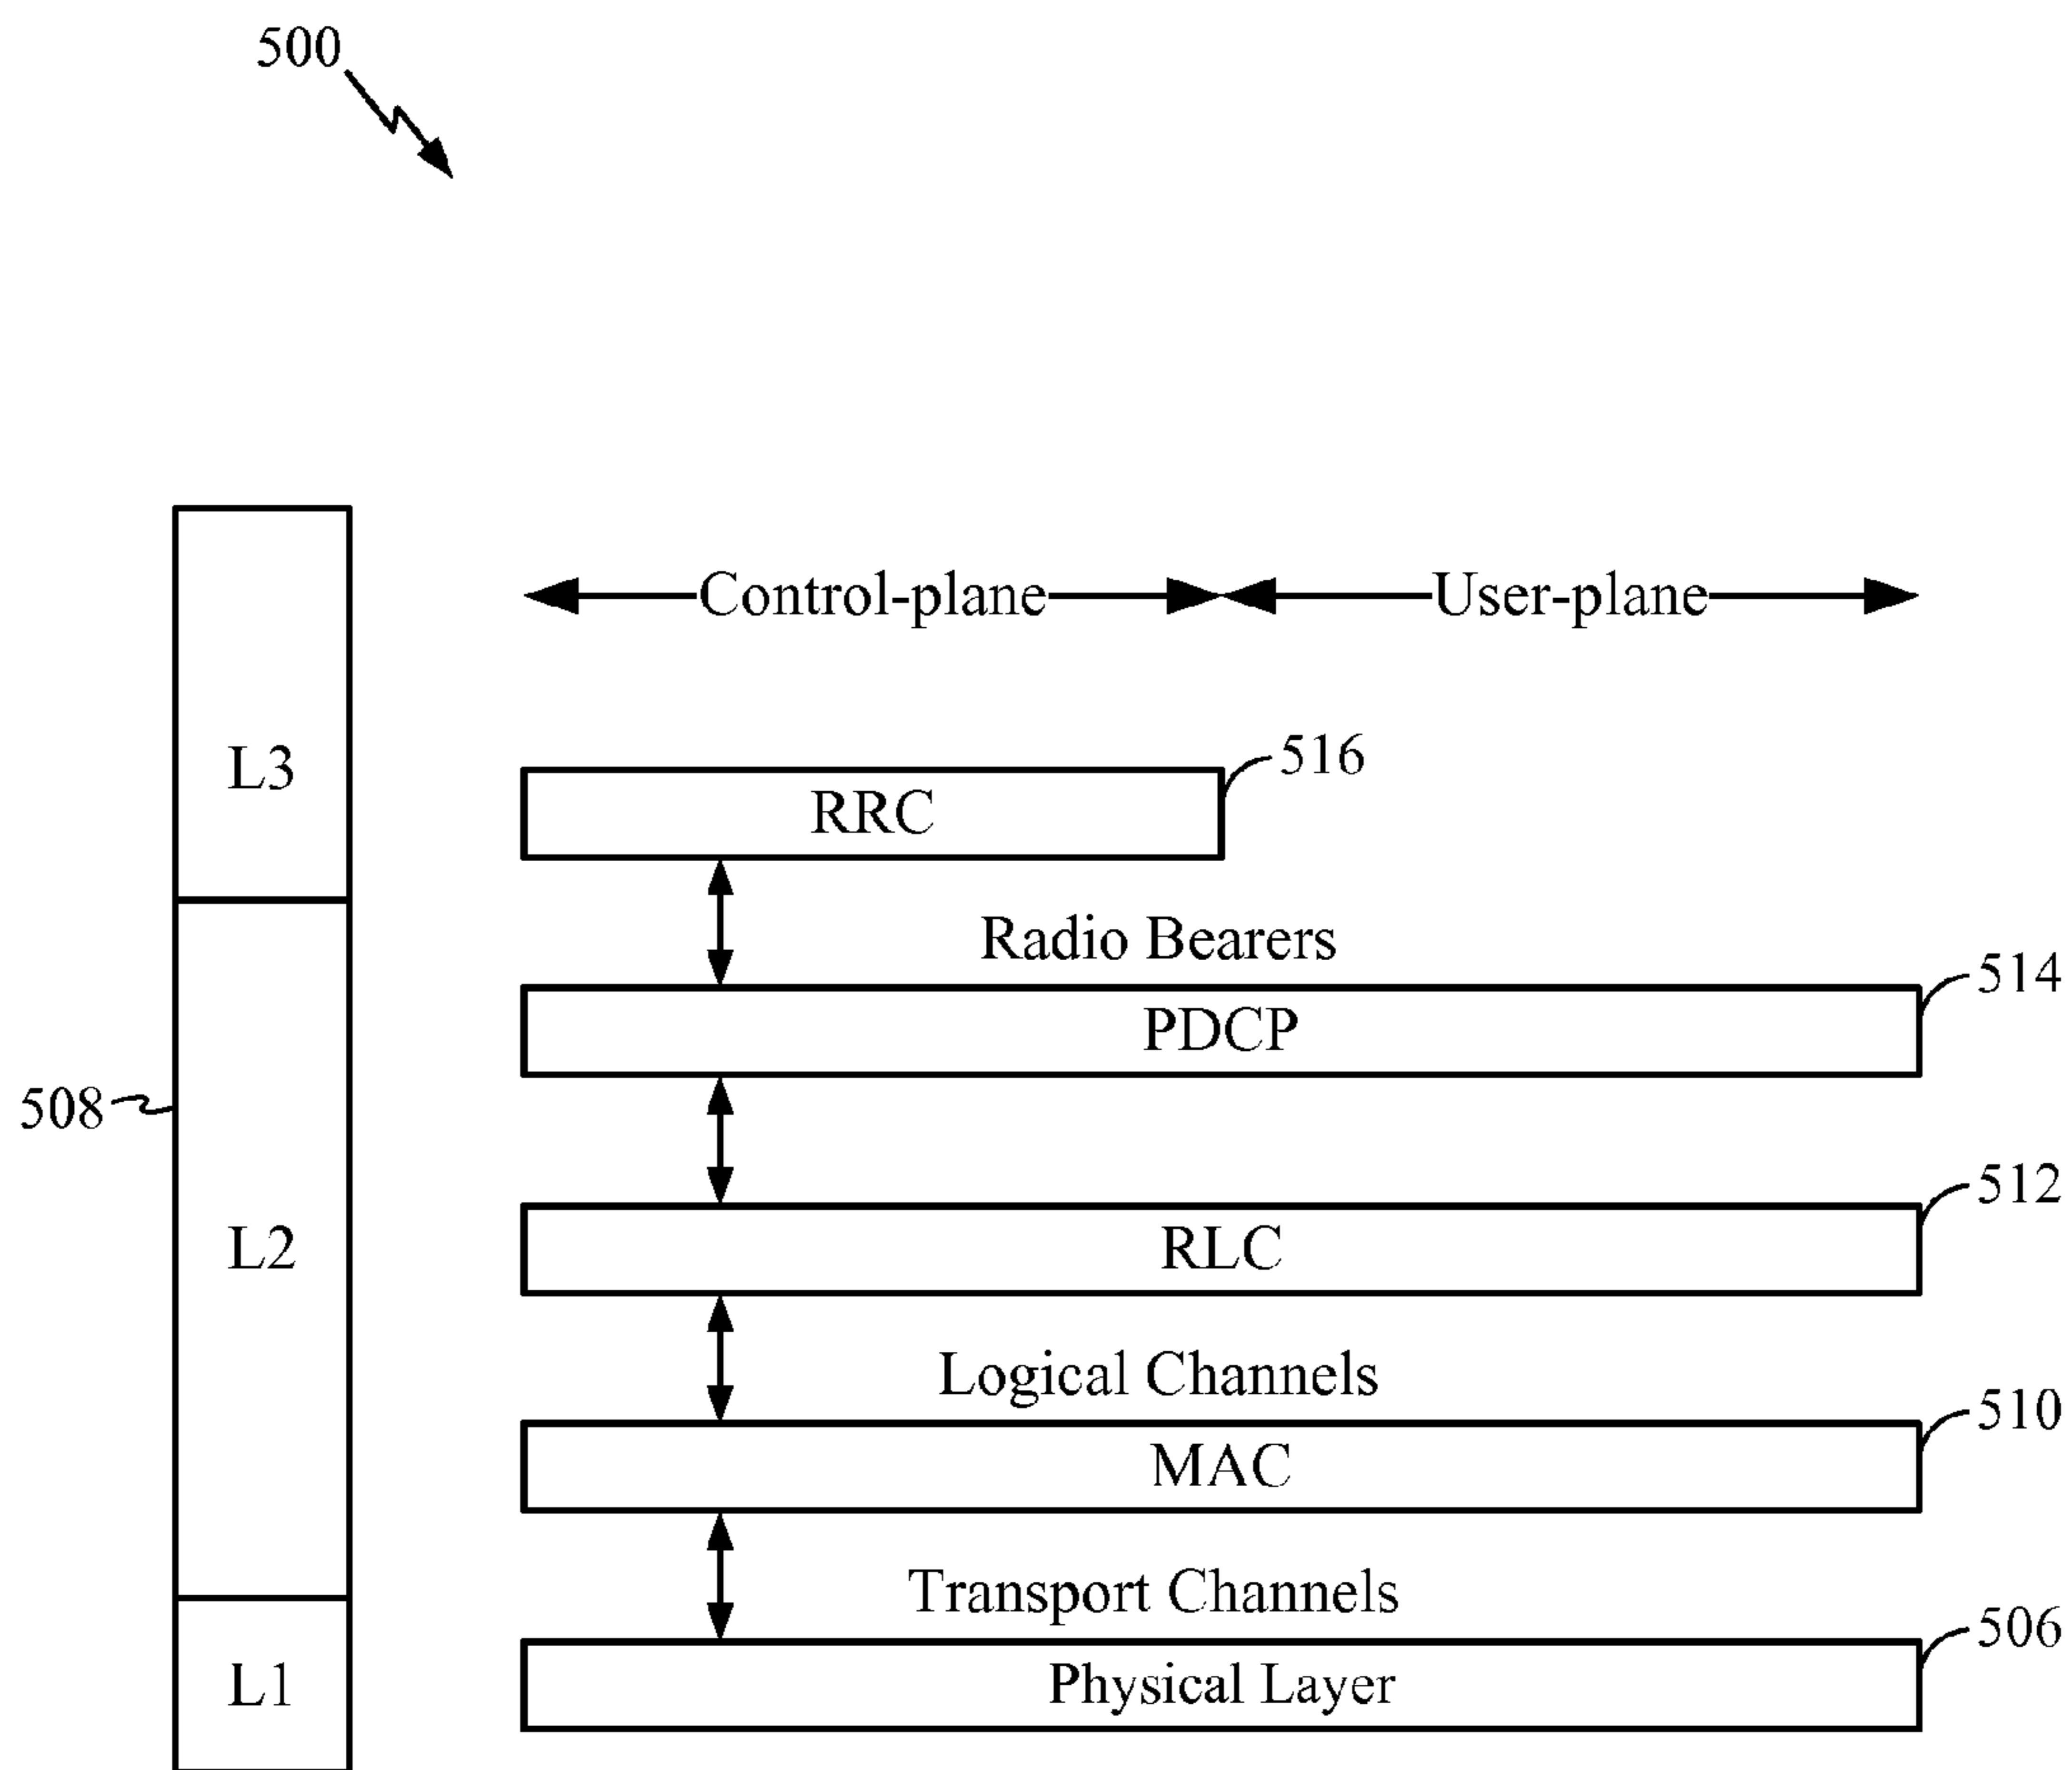 500
Control-plane User-plane
516
L3
RRC
Radio Bearers
514
PDCP
508
512
L2
RLC
Logical Channels
510
MAC
Transport Channels
506
L1
Physical Layer